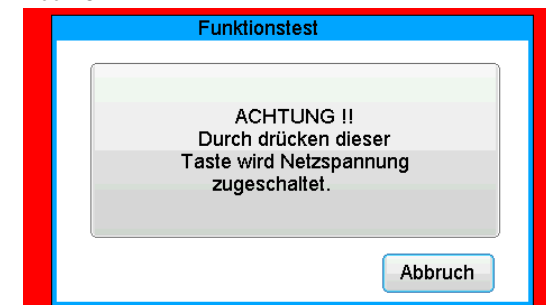 Funktionstest
ACHTUNG !!
Durch drücken dieser
Taste wird Netzspannung
zugeschaltet.
Abbruch